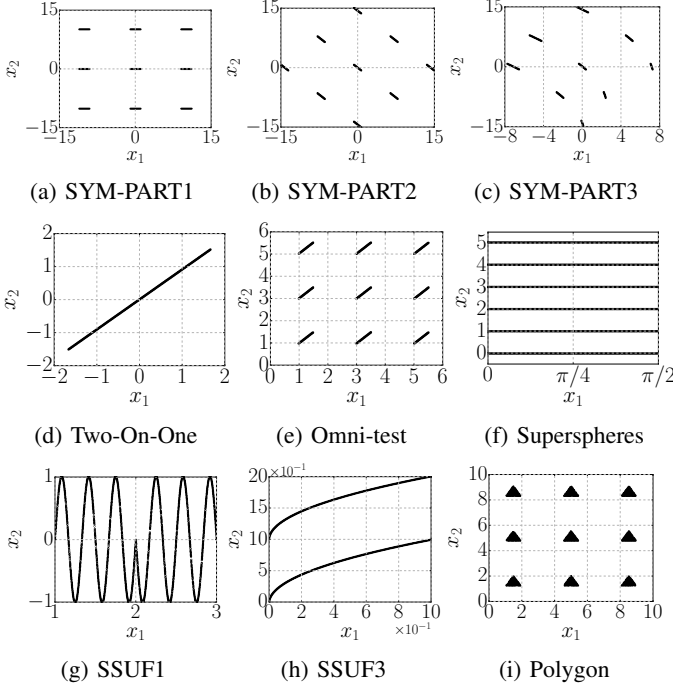 15
0
−15
−15
0
15
x2
x1
(a) SYM-PART1
15
0
−15
−15
0
15
x2
x1
(b) SYM-PART2
15
0
−15
−8
−4
0
4
8
x2
x1
(c) SYM-PART3
2
1
0
−1
−2
−2
−1
0
1
2
x2
x1
(d) Two-On-One
6
5
4
3
2
1
0
0
1
2
3
4
5
6
x2
x1
(e) Omni-test
5
4
3
2
1
0
0
π/4
π/2
x2
x1
(f) Superspheres
1
0
−1
1
2
3
x2
x1
(g) SSUF1
×10−1
20
15
10
5
0
0
2
4
6
8
10
×10−1
x2
x1
(h) SSUF3
10
8
6
4
2
0
0
2
4
6
8
10
x2
x1
(i) Polygon